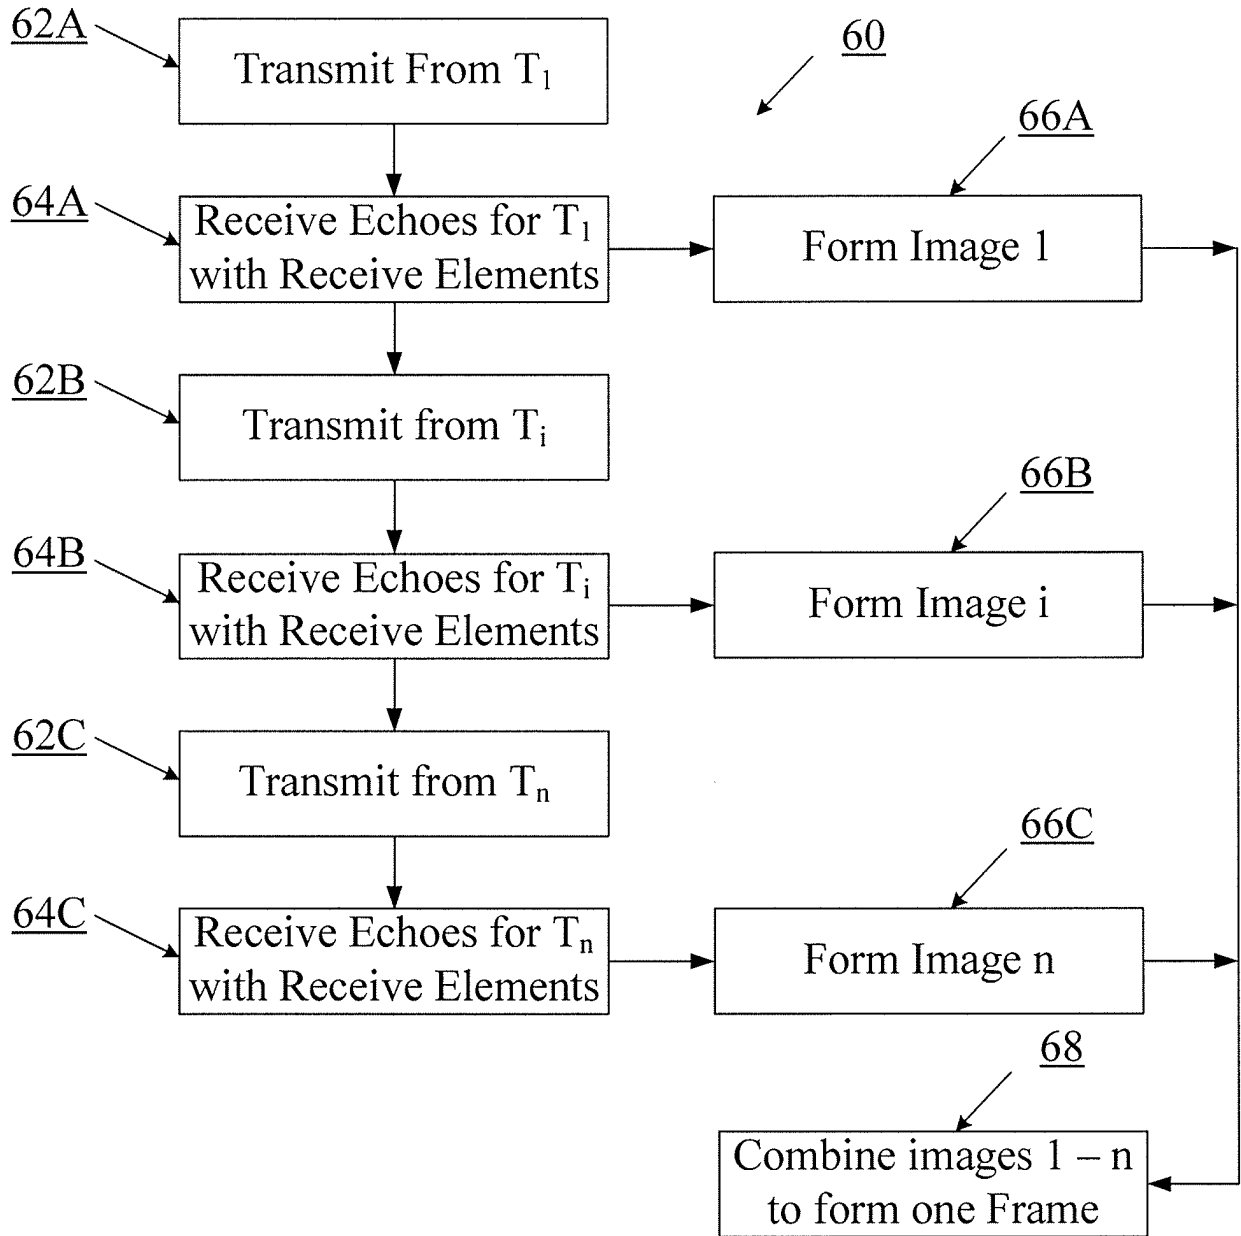 62A
Transmit From T₁
60
66A
64A
Receive Echoes for T₁
with Receive Elements
Form Image 1
62B
Transmit from Tᵢ
66B
64B
Receive Echoes for Tᵢ
with Receive Elements
Form Image i
62C
Transmit from Tₙ
66C
64C
Receive Echoes for Tₙ
with Receive Elements
Form Image n
68
Combine images 1 – n
to form one Frame